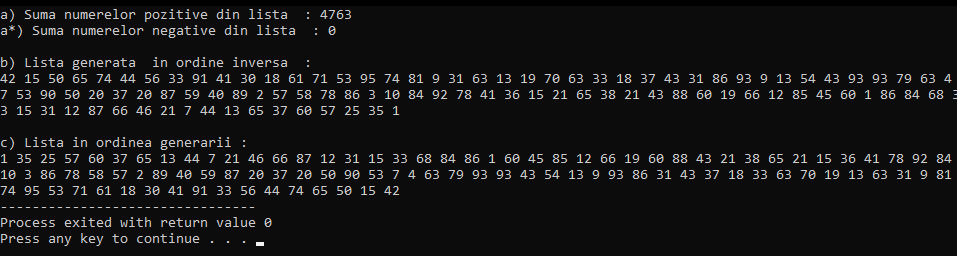 a) Suma numerelor pozitive din lista  : 4763
a*) Suma numerelor negative din lista  : 0
b) Lista generata  in ordine inversa  :
42 15 50 65 74 44 56 33 91 41 30 18 61 71 53 95 74 81 9 31 63 13 19 70 63 33 18 37 43 31 86 93 9 13 54 43 93 93 79 63 4
7 53 90 50 20 37 20 87 59 40 89 2 57 58 78 86 3 10 84 92 78 41 36 15 21 65 38 21 43 88 60 19 66 12 85 45 60 1 86 84 68 3
3 15 31 12 87 66 46 21 7 44 13 65 37 60 57 25 35 1
c) Lista in ordinea generarii :
1 35 25 57 60 37 65 13 44 7 21 46 66 87 12 31 15 33 68 84 86 1 60 45 85 12 66 19 60 88 43 21 38 65 21 15 36 41 78 92 84
10 3 86 78 58 57 2 89 40 59 87 20 37 20 50 90 53 7 4 63 79 93 93 43 54 13 9 93 86 31 43 37 18 33 63 70 19 13 63 31 9 81
74 95 53 71 61 18 30 41 91 33 56 44 74 65 50 15 42
--------------------------------
Process exited with return value 0
Press any key to continue . . .